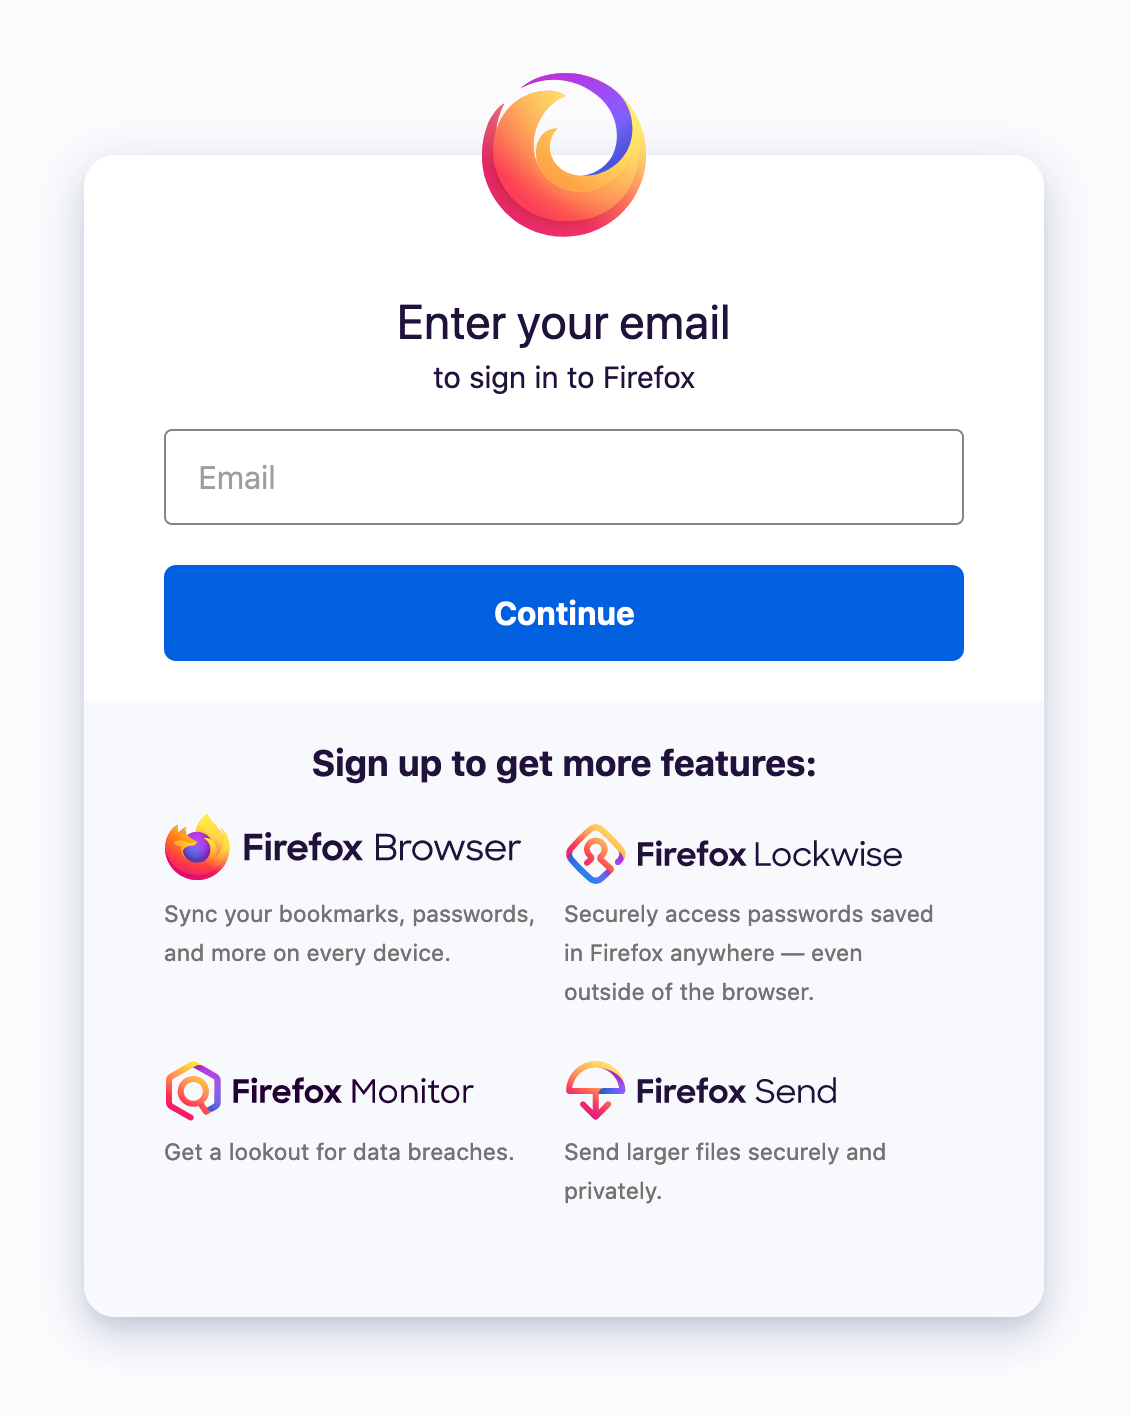 Enter your email
to sign in to Firefox
Email
Continue
Sign up to get more features:
Firefox Browser
Sync your bookmarks, passwords,
and more on every device.
Firefox Lockwise
Securely access passwords saved
in Firefox anywhere — even
outside of the browser.
Firefox Monitor
Get a lookout for data breaches.
Firefox Send
Send larger files securely and
privately.